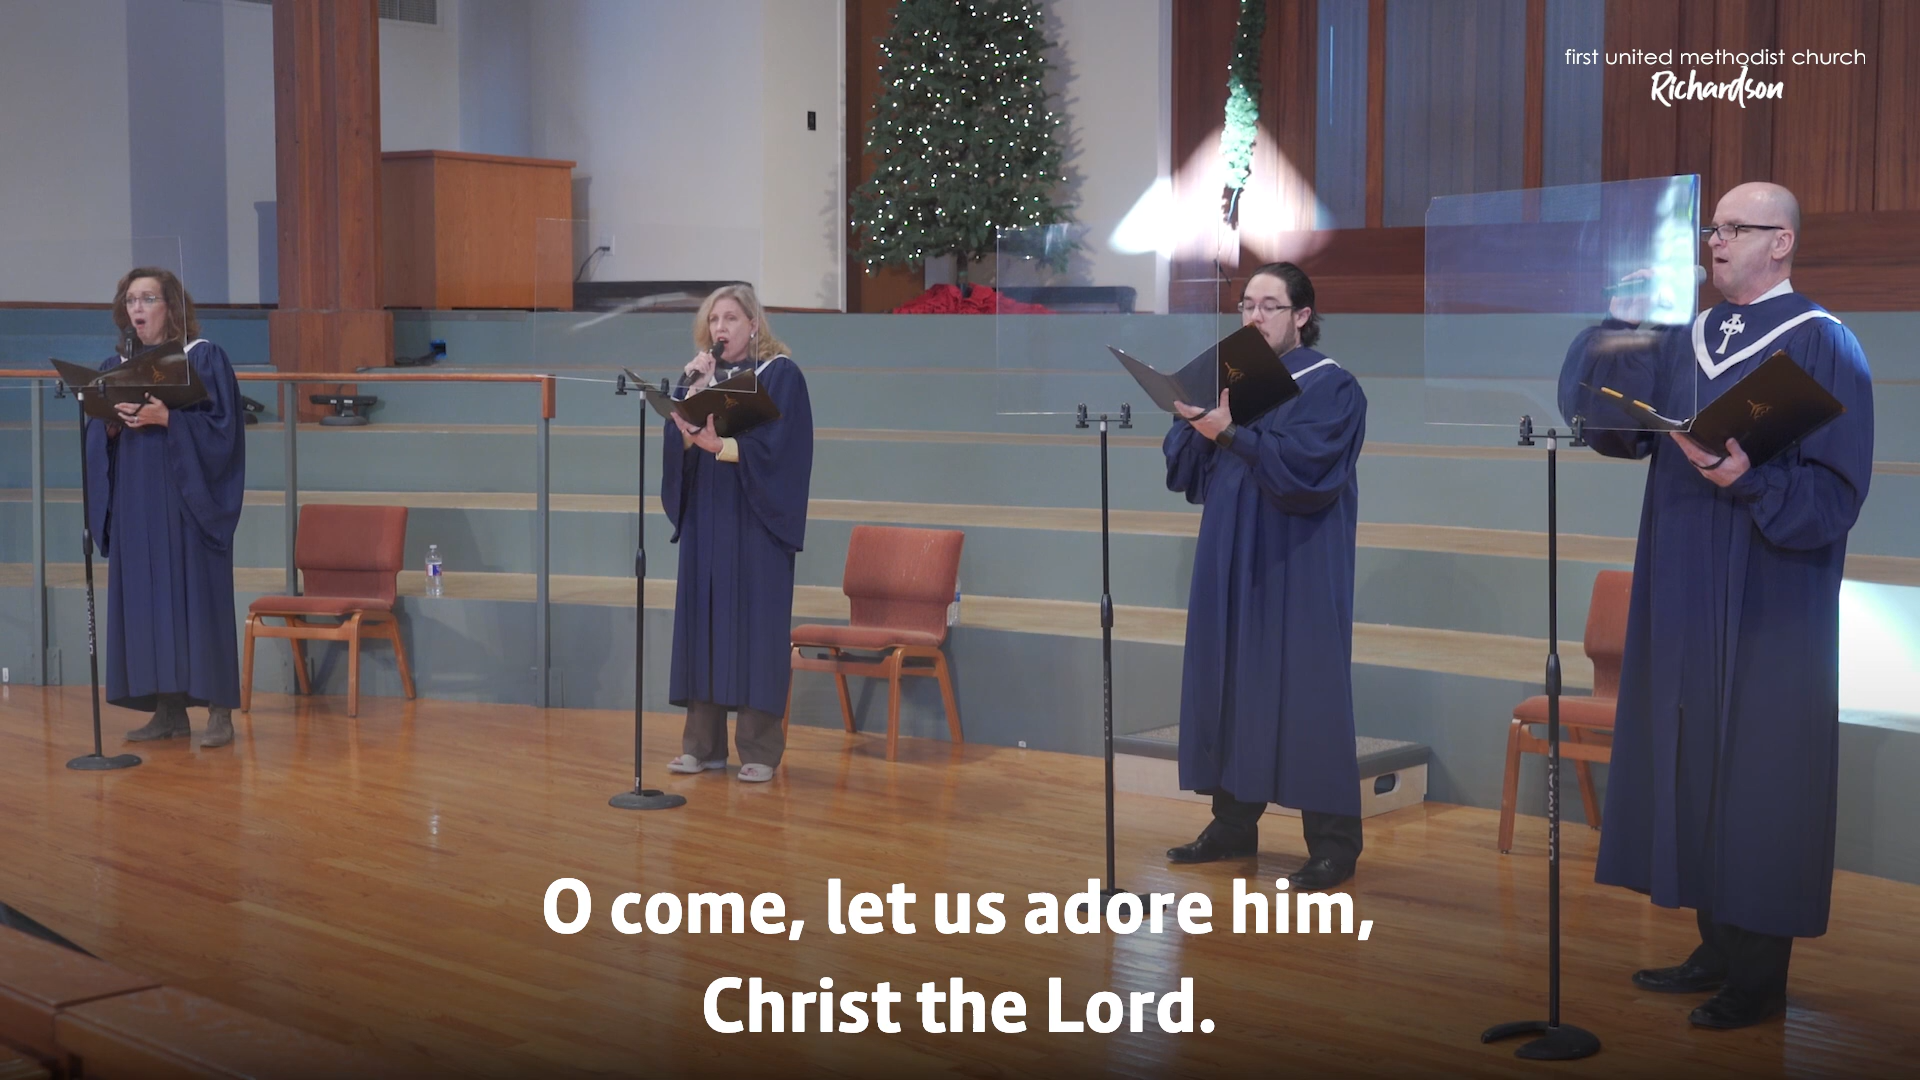 first united methodist church
Richardson
O come, let us adore him,
Christ the Lord.